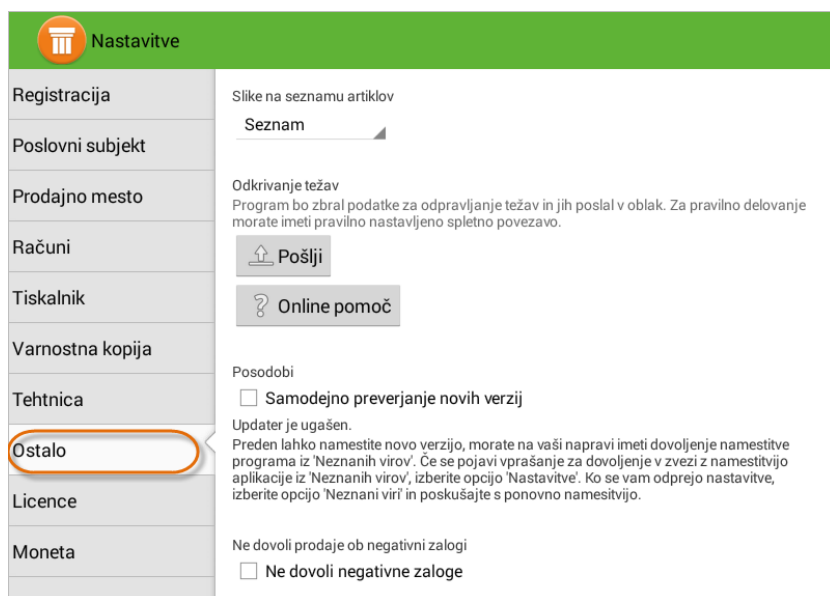 Nastavitve
Registracija
Poslovni subjekt
Prodajno mesto
Računi
Tiskalnik
Varnostna kopija
Tehtnica
Ostalo
Licence
Moneta
Slike na seznamu artiklov
Seznam
Odkrivanje težav
Program bo zbral podatke za odpravljanje težav in jih poslal v oblak. Za pravilno delovanje
morate imeti pravilno nastavljeno spletno povezavo.
Pošlji
Online pomoč
Posodobi
Samodejno preverjanje novih verzij
Updater je ugašen.
Preden lahko namestite novo verzijo, morate na vaši napravi imeti dovoljenje namestitve
programa iz 'Neznanih virov'. Če se pojavi vprašanje za dovoljenje v zvezi z namestitvijo
aplikacije iz 'Neznanih virov', izberite opcijo 'Nastavitve'. Ko se vam odprejo nastavitve,
izberite opcijo 'Neznani viri' in poskušajte s ponovno namesitvijo.
Ne dovoli prodaje ob negativni zalogi
Ne dovoli negativne zaloge